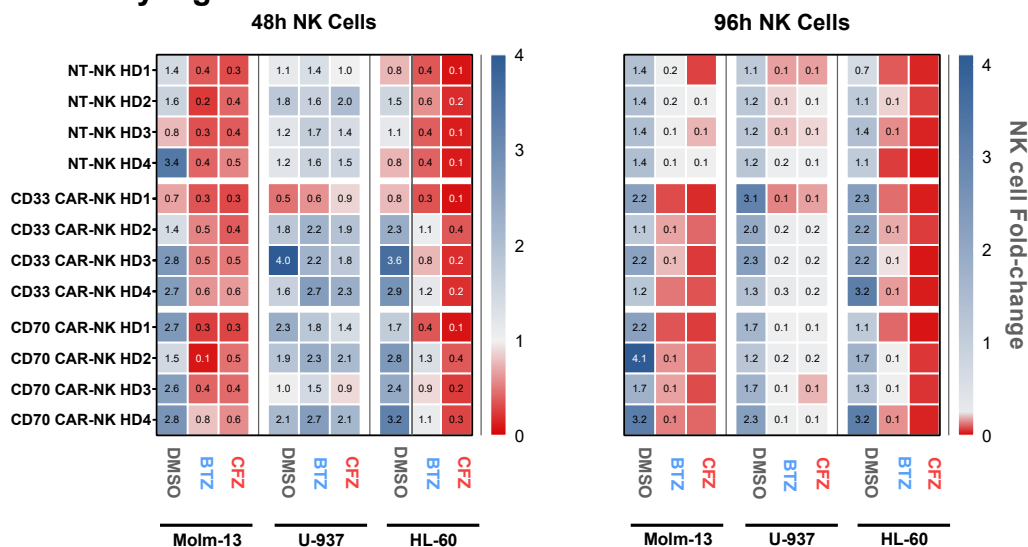 48h NK Cells
96h NK Cells
NT-NK HD1 1.4 0.4 0.3 1.1 1.4 1.0 0.8 0.4 0.1 1.4 0.2 1.1 0.1 0.1 0.7
NT-NK HD2 1.6 0.2 0.4 1.8 1.6 2.0 1.5 0.6 0.2 1.4 0.2 0.1 1.2 0.1 0.1 1.1 0.1
NT-NK HD3 0.8 0.3 0.4 1.2 1.7 1.4 1.1 0.4 0.1 1.4 0.1 0.1 1.2 0.1 0.1 1.4 0.1
NT-NK HD4 3.4 0.4 0.5 1.2 1.6 1.5 0.8 0.4 0.1 1.4 0.1 0.1 1.2 0.2 0.1 1.1
CD33 CAR-NK HD1 0.7 0.3 0.3 0.5 0.6 0.9 0.8 0.3 0.1 2.2 3.1 0.1 0.1 2.3
CD33 CAR-NK HD2 1.4 0.5 0.4 1.8 2.2 1.9 2.3 1.1 0.4 1.1 0.1 2.0 0.2 0.2 2.2 0.1
CD33 CAR-NK HD3 2.8 0.5 0.5 4.0 2.2 1.8 3.6 0.8 0.2 2.2 0.1 2.3 0.2 0.2 2.2 0.1
CD33 CAR-NK HD4 2.7 0.6 0.6 1.6 2.7 2.3 2.9 1.2 0.2 1.2 1.3 0.3 0.2 3.2 0.1
CD70 CAR-NK HD1 2.7 0.3 0.3 2.3 1.8 1.4 1.7 0.4 0.1 2.2 1.7 0.1 0.1 1.1
CD70 CAR-NK HD2 1.5 0.1 0.5 1.9 2.3 2.1 2.8 1.3 0.4 4.1 0.1 1.2 0.2 0.2 1.7 0.1
CD70 CAR-NK HD3 2.6 0.4 0.4 1.0 1.5 0.9 2.4 0.9 0.2 1.7 0.1 1.7 0.1 0.1 1.3 0.1
CD70 CAR-NK HD4 2.8 0.8 0.6 2.1 2.7 2.1 3.2 1.1 0.3 3.2 0.1 2.3 0.1 0.1 3.2 0.1
4
3
2
1
0
4
3
2
1
0
NK cell Fold-change
DMSO BTZ CFZ DMSO BTZ CFZ DMSO BTZ CFZ
DMSO BTZ CFZ DMSO BTZ CFZ DMSO BTZ CFZ
Molm-13 U-937 HL-60
Molm-13 U-937 HL-60